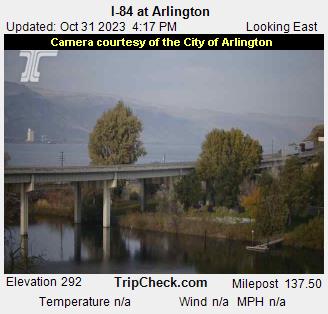 I-84 at Arlington
Updated: Oct 31 2023 4:17 PM Looking East
Camera courtesy of the City of Arlington
Elevation 292 TripCheck.com Milepost 137.50
Temperature n/a Wind n/a MPH n/a